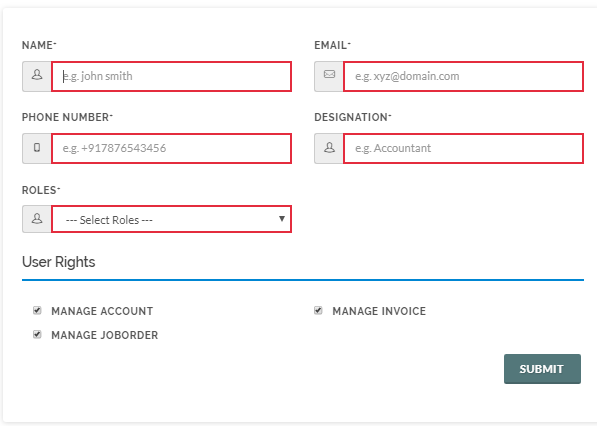 NAME* EMAIL*
e.g. john smith e.g. xyz@domain.com
PHONE NUMBER* DESIGNATION*
e.g. +917876543456 e.g. Accountant
ROLES*
--- Select Roles ---
User Rights
MANAGE ACCOUNT MANAGE INVOICE
MANAGE JOBORDER
SUBMIT